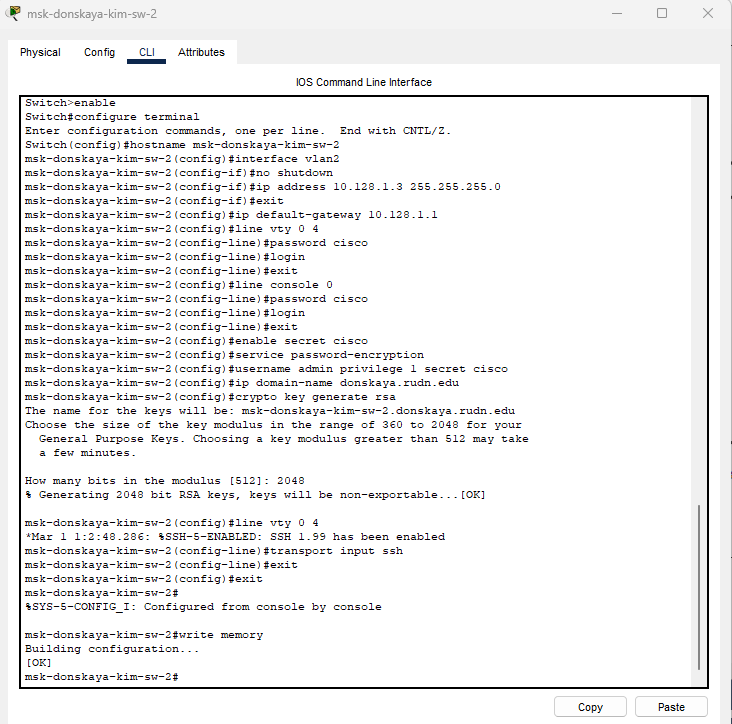 msk-donskaya-kim-sw-2
Physical Config CLI Attributes
IOS Command Line Interface
Switch>enable
Switch#configure terminal
Enter configuration commands, one per line.  End with CNTL/Z.
Switch(config)#hostname msk-donskaya-kim-sw-2
msk-donskaya-kim-sw-2(config)#interface vlan2
msk-donskaya-kim-sw-2(config-if)#no shutdown
msk-donskaya-kim-sw-2(config-if)#ip address 10.128.1.3 255.255.255.0
msk-donskaya-kim-sw-2(config-if)#exit
msk-donskaya-kim-sw-2(config)#ip default-gateway 10.128.1.1
msk-donskaya-kim-sw-2(config)#line vty 0 4
msk-donskaya-kim-sw-2(config-line)#password cisco
msk-donskaya-kim-sw-2(config-line)#login
msk-donskaya-kim-sw-2(config-line)#exit
msk-donskaya-kim-sw-2(config)#line console 0
msk-donskaya-kim-sw-2(config-line)#password cisco
msk-donskaya-kim-sw-2(config-line)#login
msk-donskaya-kim-sw-2(config-line)#exit
msk-donskaya-kim-sw-2(config)#enable secret cisco
msk-donskaya-kim-sw-2(config)#service password-encryption
msk-donskaya-kim-sw-2(config)#username admin privilege 1 secret cisco
msk-donskaya-kim-sw-2(config)#ip domain-name donskaya.rudn.edu
msk-donskaya-kim-sw-2(config)#crypto key generate rsa
The name for the keys will be: msk-donskaya-kim-sw-2.donskaya.rudn.edu
Choose the size of the key modulus in the range of 360 to 2048 for your
  General Purpose Keys. Choosing a key modulus greater than 512 may take
  a few minutes.
How many bits in the modulus [512]: 2048
% Generating 2048 bit RSA keys, keys will be non-exportable...[OK]
msk-donskaya-kim-sw-2(config)#line vty 0 4
*Mar 1 1:2:48.286: %SSH-5-ENABLED: SSH 1.99 has been enabled
msk-donskaya-kim-sw-2(config-line)#transport input ssh
msk-donskaya-kim-sw-2(config-line)#exit
msk-donskaya-kim-sw-2(config)#exit
msk-donskaya-kim-sw-2#
%SYS-5-CONFIG_I: Configured from console by console
msk-donskaya-kim-sw-2#write memory
Building configuration...
[OK]
msk-donskaya-kim-sw-2#
Copy Paste